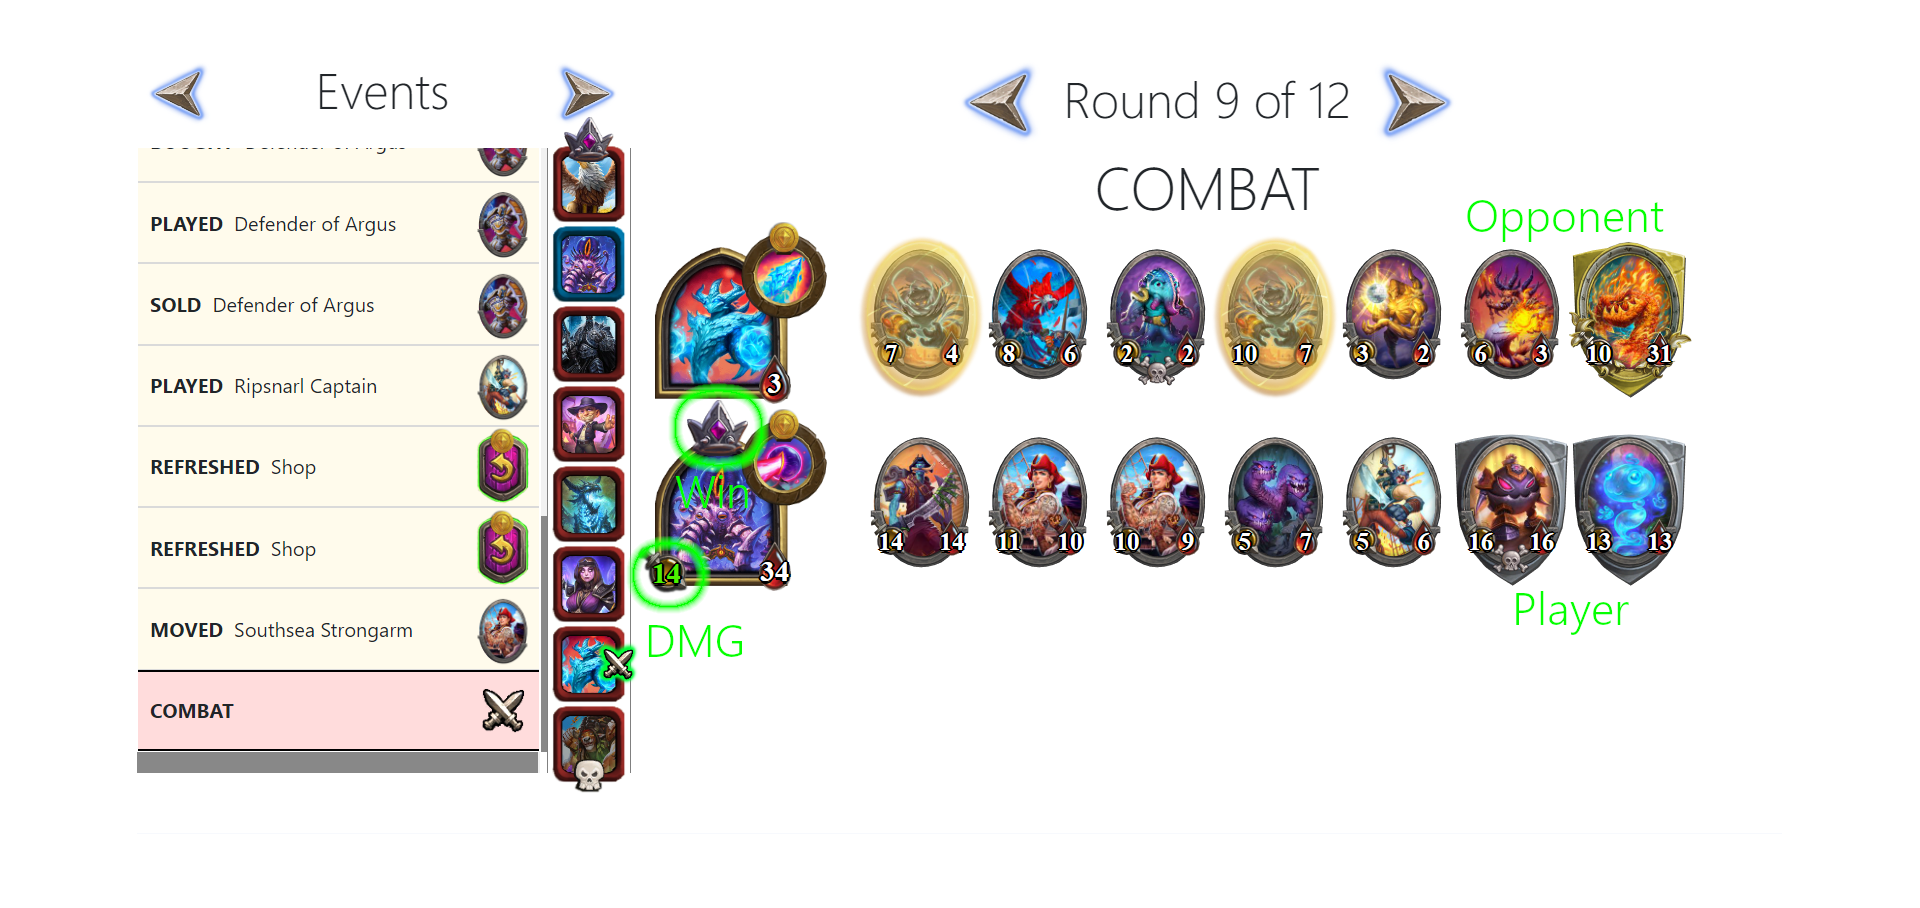 Events
Round 9 of 12
COMBAT
Defender of Argus
PLAYED Defender of Argus
SOLD Defender of Argus
PLAYED Ripsnarl Captain
REFRESHED Shop
REFRESHED Shop
MOVED Southsea Strongarm
COMBAT
3
Win
14
34
DMG
Opponent
7 4
8 6
2 2
10 7
3 2
6 3
10 31
14 14
11 10
10 9
5 7
5 6
16 16
13 13
Player